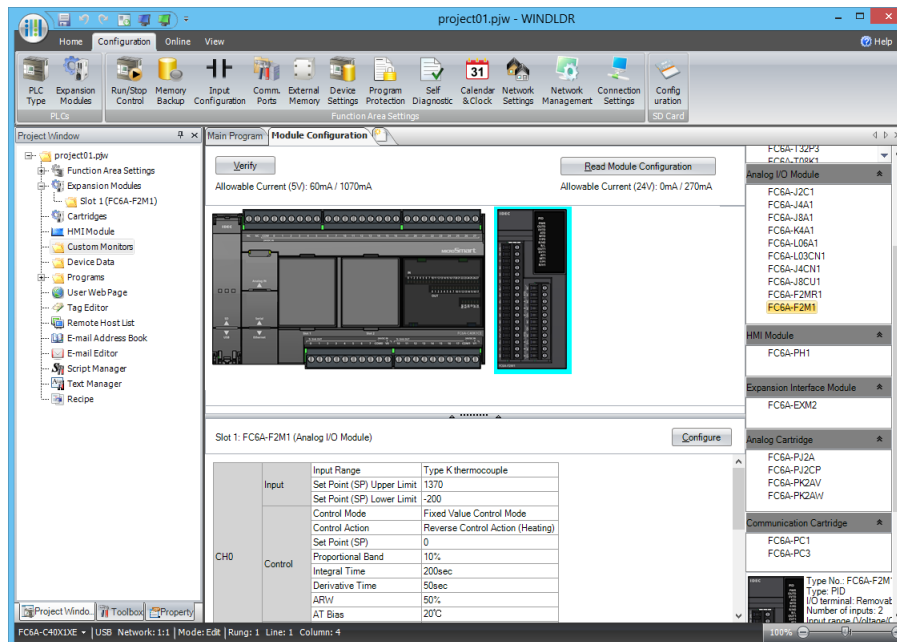 project01.pjw - WINDLDR
Home Configuration Online View Help
PLC Type
Expansion Modules
Run/Stop Control
Memory Backup
Input Configuration
Comm. Ports
External Memory
Device Settings
Program Protection
Self Diagnostic
Calendar &Clock
Network Settings
Network Management
Connection Settings
Config uration
PLCs
Function Area Settings
SD Card
Project Window
project01.pjw
Function Area Settings
Expansion Modules
Slot 1 (FC6A-F2M1)
Cartridges
HMI Module
Custom Monitors
Device Data
Programs
User Web Page
Tag Editor
Remote Host List
E-mail Address Book
E-mail Editor
Script Manager
Text Manager
Recipe
Project Windo...
Toolbox
Property
Main Program
Module Configuration
Verify
Read Module Configuration
Allowable Current (5V): 60mA / 1070mA
Allowable Current (24V): 0mA / 270mA
Slot 1: FC6A-F2M1 (Analog I/O Module)
Configure
CH0
Input
Input Range Type K thermocouple
Set Point (SP) Upper Limit 1370
Set Point (SP) Lower Limit -200
Control
Control Mode Fixed Value Control Mode
Control Action Reverse Control Action (Heating)
Set Point (SP) 0
Proportional Band 10%
Integral Time 200sec
Derivative Time 50sec
ARW 50%
AT Bias 20°C
FC6A-T32P3
FC6A-T08K1
Analog I/O Module
FC6A-J2C1
FC6A-J4A1
FC6A-J8A1
FC6A-K4A1
FC6A-L06A1
FC6A-L03CN1
FC6A-J4CN1
FC6A-J8CU1
FC6A-F2MR1
FC6A-F2M1
HMI Module
FC6A-PH1
Expansion Interface Module
FC6A-EXM2
Analog Cartridge
FC6A-PJ2A
FC6A-PJ2CP
FC6A-PK2AV
FC6A-PK2AW
Communication Cartridge
FC6A-PC1
FC6A-PC3
Type No.: FC6A-F2M
Type: PID
I/O terminal: Removab
Number of inputs: 2
Input range (Voltage/C
FC6A-C40X1XE USB Network: 1:1 Mode: Edit Rung: 1 Line: 1 Column: 4
100%